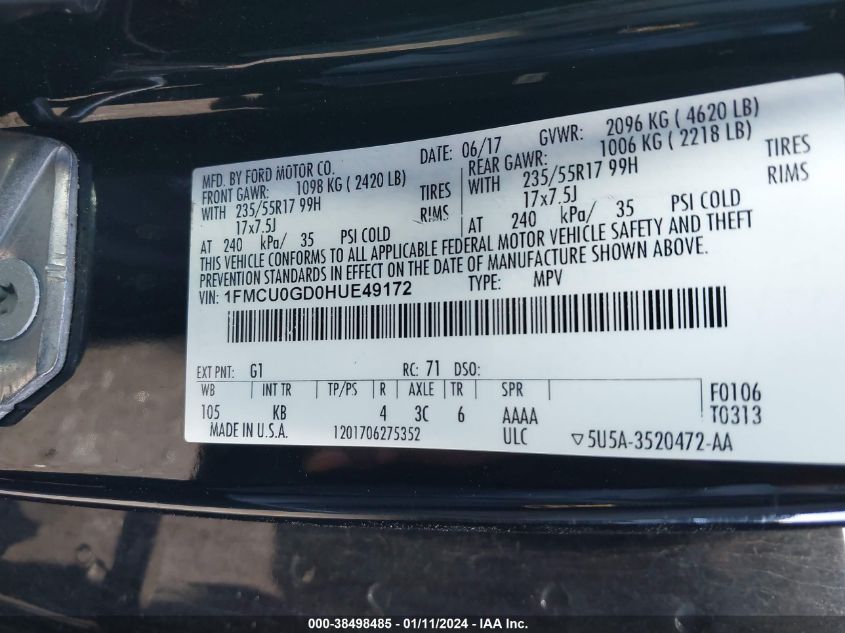 MFD. BY FORD MOTOR CO.
DATE: 06/17 GVWR: 2096 KG ( 4620 LB)
FRONT GAWR: 1098 KG ( 2420 LB) REAR GAWR: 1006 KG ( 2218 LB)
WITH 235/55R17 99H TIRES WITH 235/55R17 99H TIRES
17x7.5J RIMS 17x7.5J RIMS
AT 240 kPa/ 35 PSI COLD AT 240 kPa/ 35 PSI COLD
THIS VEHICLE CONFORMS TO ALL APPLICABLE FEDERAL MOTOR VEHICLE SAFETY AND THEFT
PREVENTION STANDARDS IN EFFECT ON THE DATE OF MANUFACTURE SHOWN ABOVE.
VIN: 1FMCU0GD0HUE49172 TYPE: MPV
EXT PNT: G1 RC: 71 DSO:
WB INT TR TP/PS R AXLE TR SPR F0106
105 KB 4 3C 6 AAAA T0313
MADE IN U.S.A. 1201706275352 ULC ▽5U5A-3520472-AA
000-38498485 - 01/11/2024 - IAA Inc.